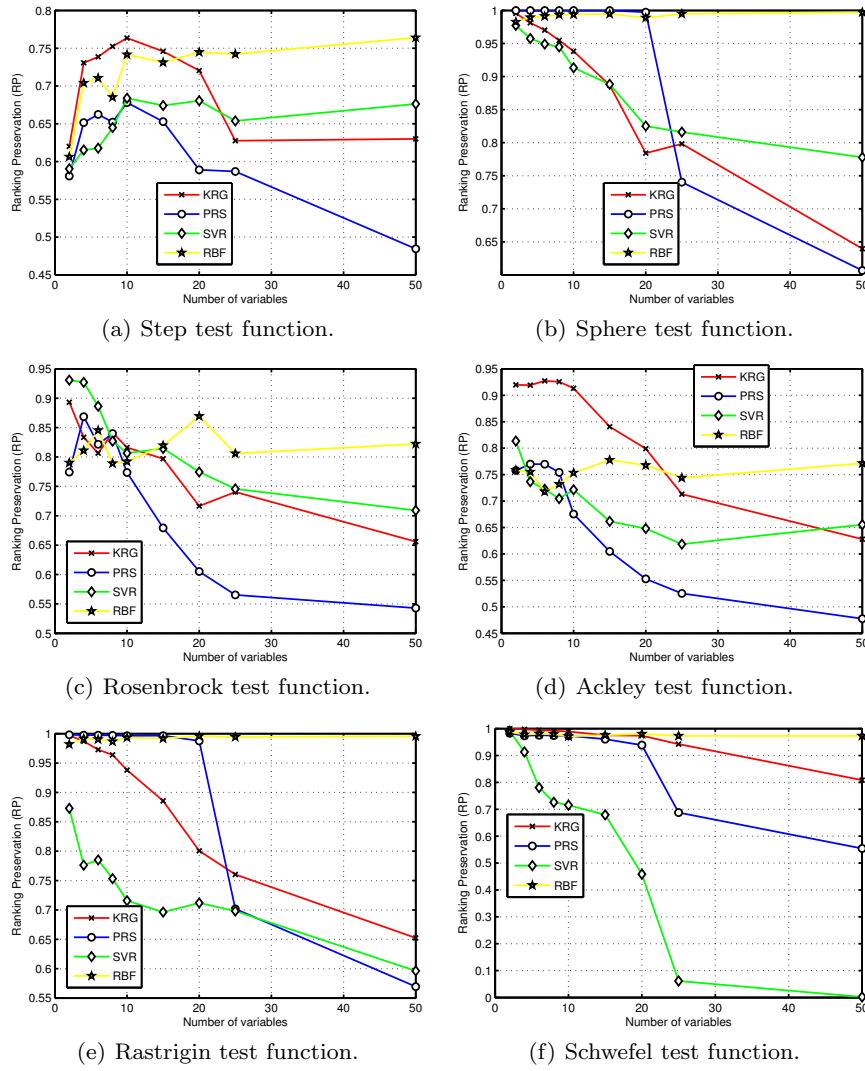 0.8
0.75
0.7
0.65
0.6
0.55
0.5
0.45
Ranking Preservation (RP)
KRG
PRS
SVR
RBF
0 10 20 30 40 50
Number of variables
(a) Step test function.
1
0.95
0.9
0.85
0.8
0.75
0.7
0.65
Ranking Preservation (RP)
KRG
PRS
SVR
RBF
0 10 20 30 40 50
Number of variables
(b) Sphere test function.
0.95
0.9
0.85
0.8
0.75
0.7
0.65
0.6
0.55
0.5
Ranking Preservation (RP)
KRG
PRS
SVR
RBF
0 10 20 30 40 50
Number of variables
(c) Rosenbrock test function.
0.95
0.9
0.85
0.8
0.75
0.7
0.65
0.6
0.55
0.5
0.45
Ranking Preservation (RP)
KRG
PRS
SVR
RBF
0 10 20 30 40 50
Number of variables
(d) Ackley test function.
1
0.95
0.9
0.85
0.8
0.75
0.7
0.65
0.6
0.55
Ranking Preservation (RP)
KRG
PRS
SVR
RBF
0 10 20 30 40 50
Number of variables
(e) Rastrigin test function.
1
0.9
0.8
0.7
0.6
0.5
0.4
0.3
0.2
0.1
0
Ranking Preservation (RP)
KRG
PRS
SVR
RBF
0 10 20 30 40 50
Number of variables
(f) Schwefel test function.